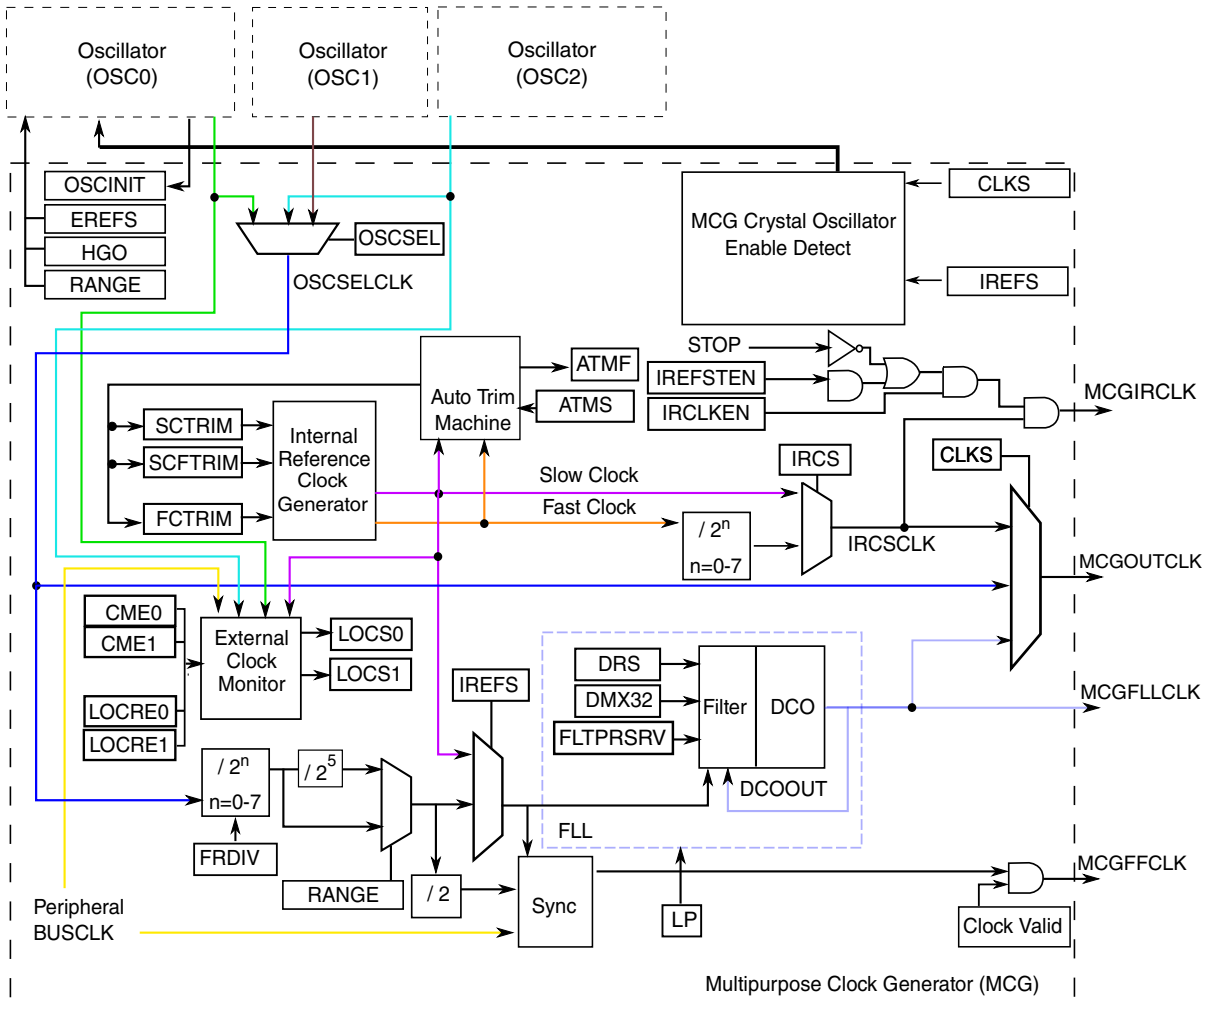 Oscillator
(OSC0)
Oscillator
(OSC1)
Oscillator
(OSC2)
OSCINIT
EREFS
HGO
RANGE
OSCSEL
OSCSELCLK
MCG Crystal Oscillator
Enable Detect
CLKS
IREFS
STOP
IREFSTEN
IRCLKEN
MCGIRCLK
Auto Trim
Machine
ATMF
ATMS
SCTRIM
SCFTRIM
FCTRIM
Internal
Reference
Clock
Generator
Slow Clock
Fast Clock
IRCS
/ 2n
n=0-7
IRCSCLK
CLKS
MCGOUTCLK
CME0
CME1
LOCRE0
LOCRE1
External
Clock
Monitor
LOCS0
LOCS1
IREFS
DRS
DMX32
FLTPRSRV
Filter
DCO
DCOOUT
FLL
MCGFLLCLK
/ 2n
n=0-7
/ 25
FRDIV
RANGE
/ 2
Sync
LP
MCGFFCLK
Clock Valid
Peripheral
BUSCLK
Multipurpose Clock Generator (MCG)